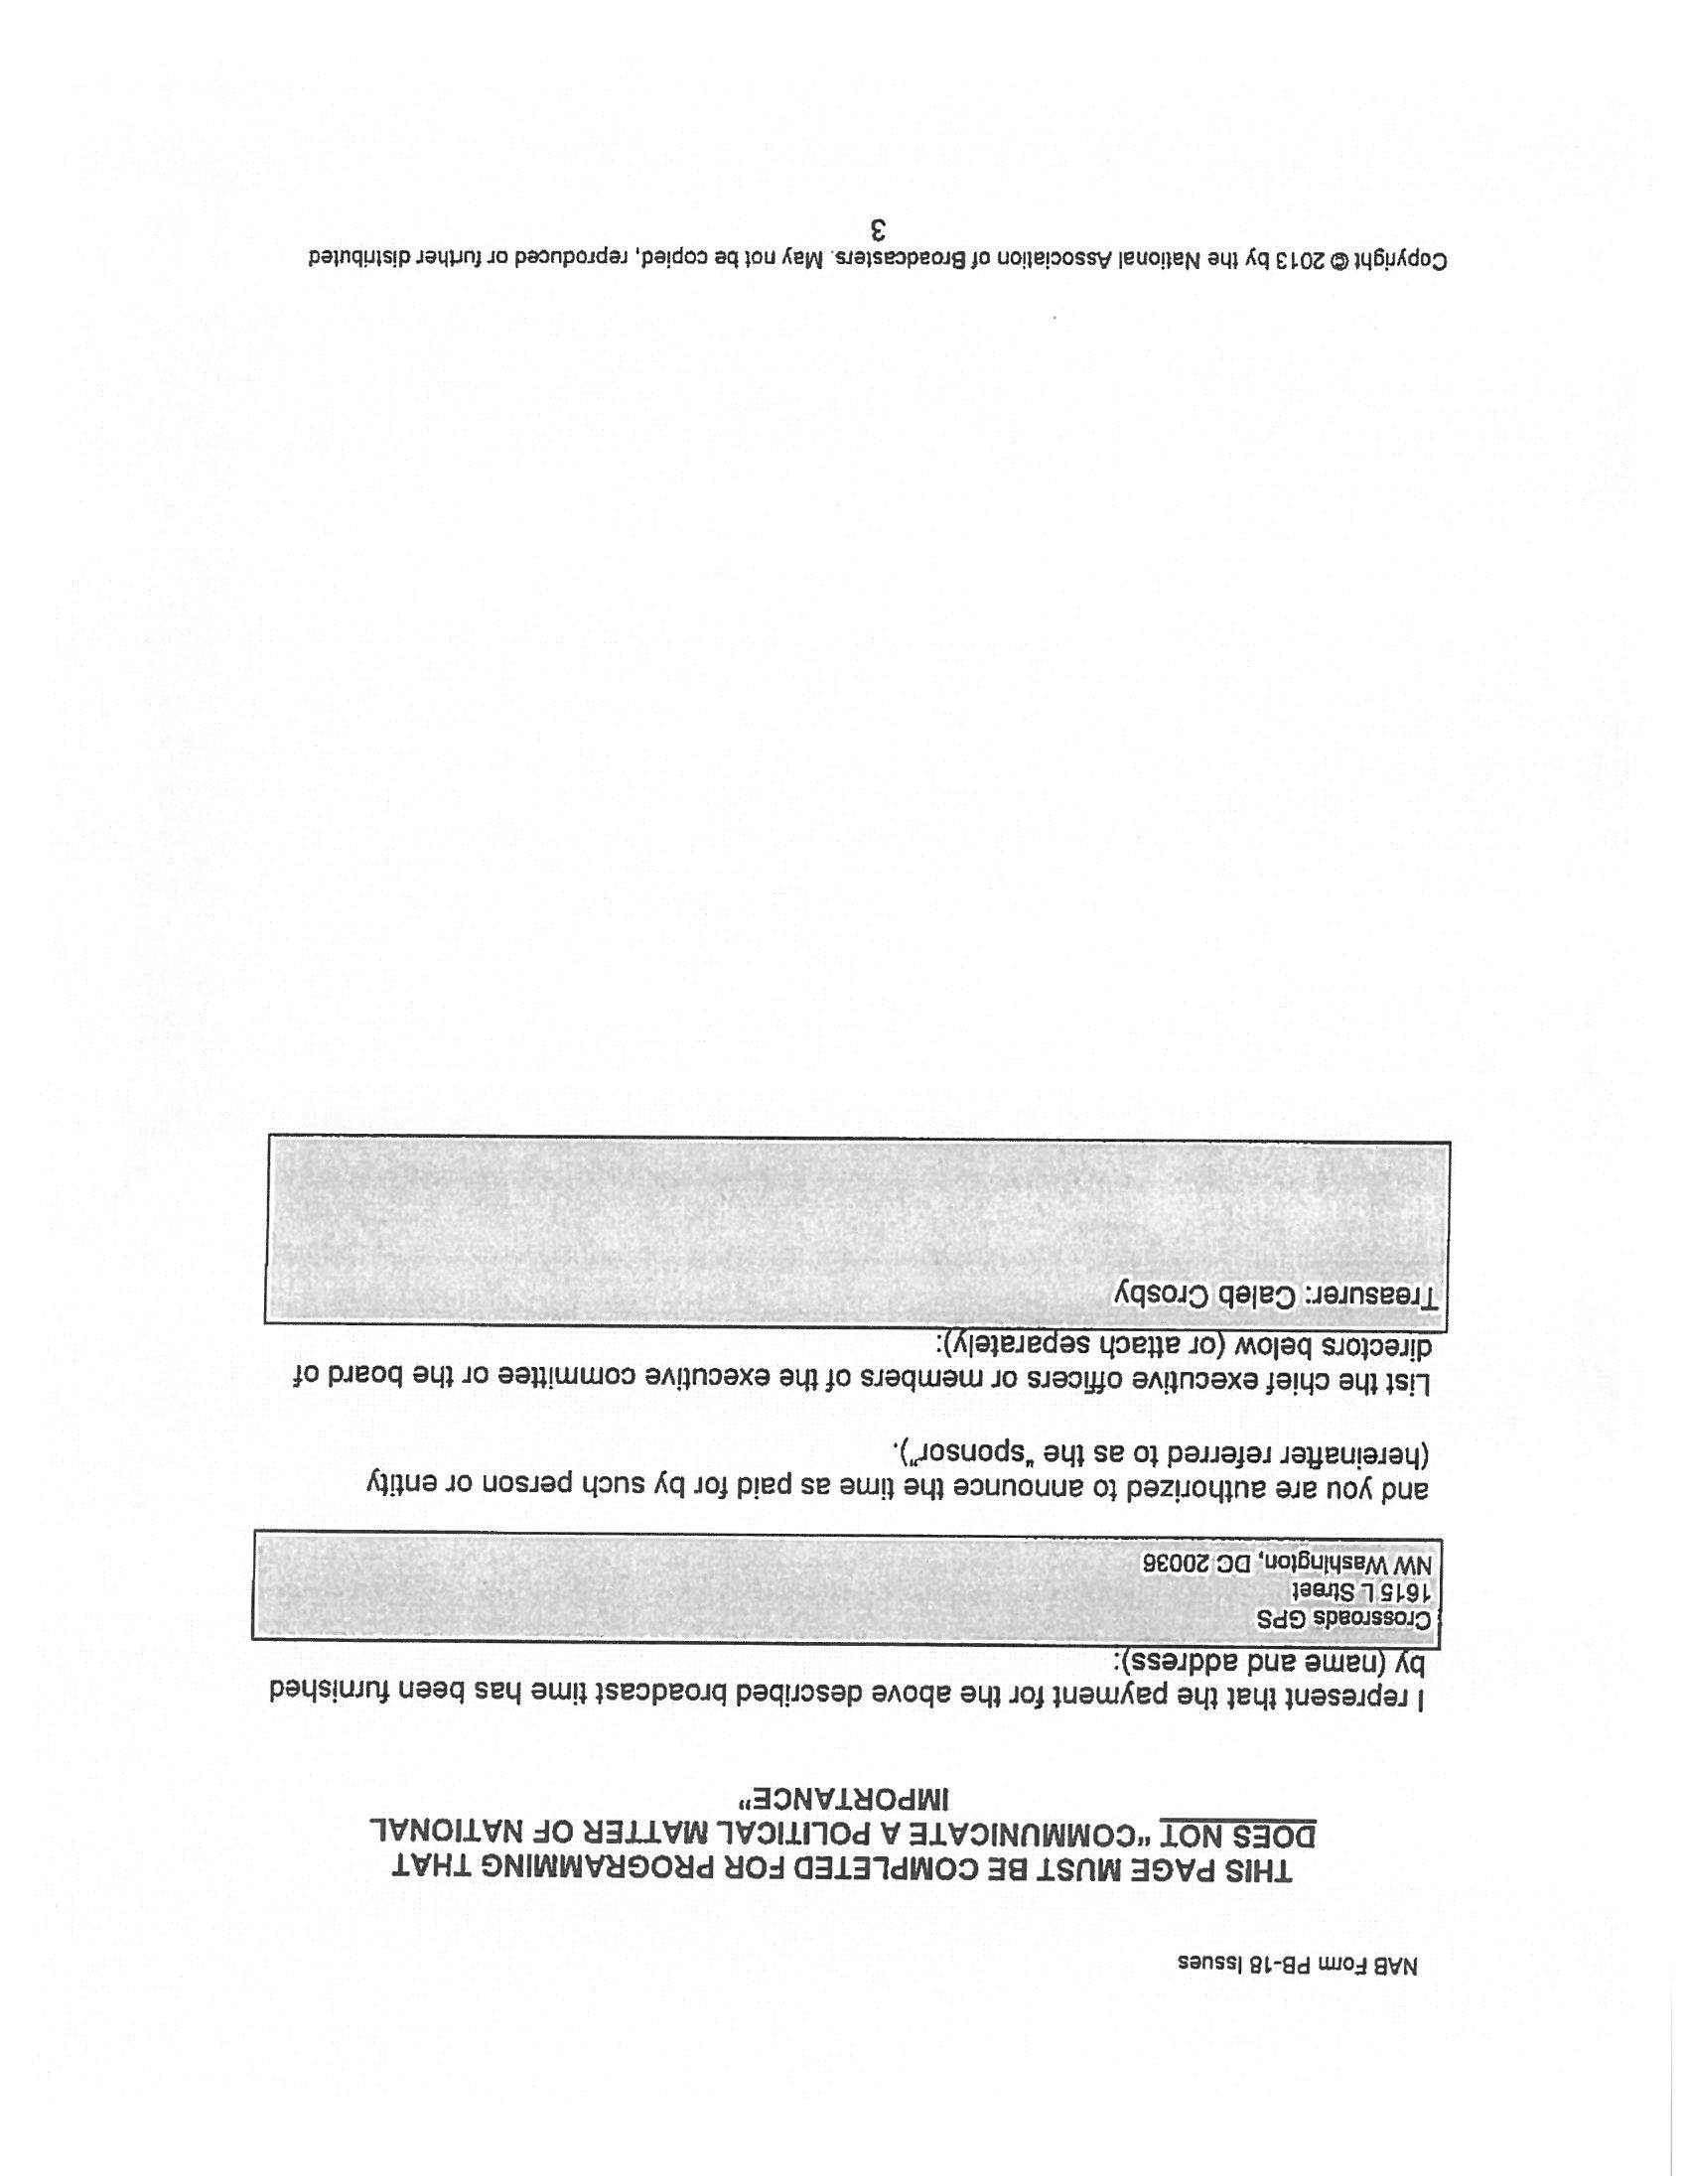 NAB Form PB-18 Issues
THIS PAGE MUST BE COMPLETED FOR PROGRAMMING THAT
DOES NOT "COMMUNICATE A POLITICAL MATTER OF NATIONAL
IMPORTANCE"
I represent that the payment for the above described broadcast time has been furnished
by (name and address):
Crossroads GPS
1615 L Street
NW Washington, DC 20036
and you are authorized to announce the time as paid for by such person or entity
(hereinafter referred to as the "sponsor").
List the chief executive officers or members of the executive committee or the board of
directors below (or attach separately):
Treasurer: Caleb Crosby
Copyright © 2013 by the National Association of Broadcasters. May not be copied, reproduced or further distributed
3